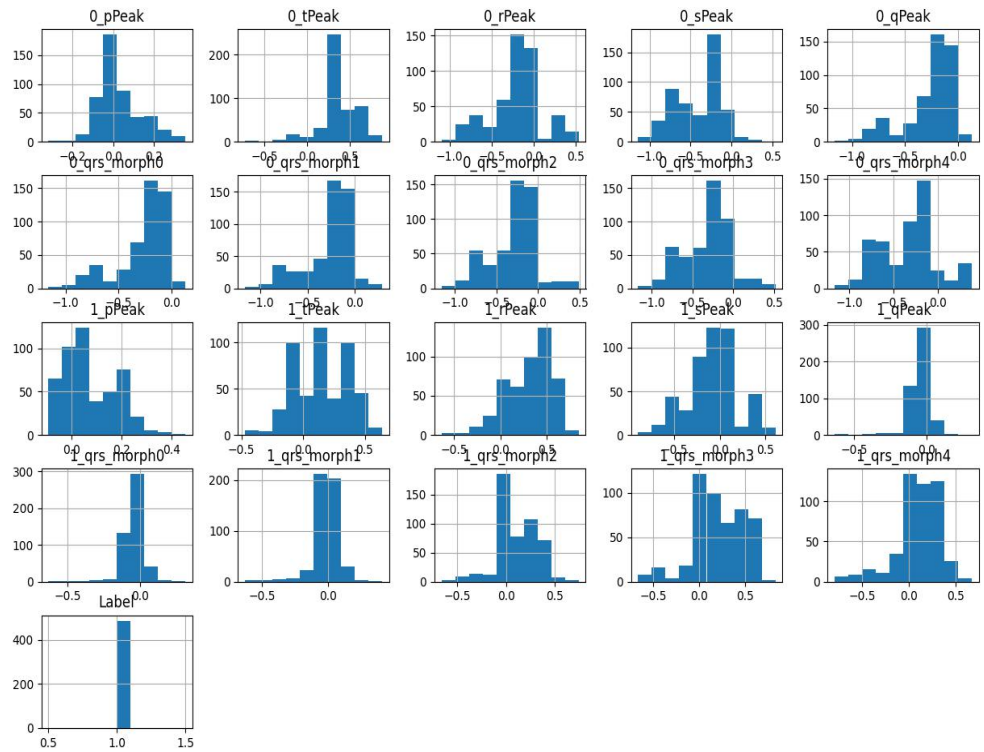 0_pPeak 0_tPeak 0_rPeak 0_sPeak 0_qPeak
150 200 150 150 150
100 100 100 100
100
50 50 50 50
0 0 0 0 0
−0.2 0.0 0.2 −0.5 0.0 0.5 −1.0 −0.5 0.0 0.5 −1.0 −0.5 0.0 0.5 −1.0 −0.5 0.0
0_qrs_morph0 0_qrs_morph1 0_qrs_morph2 0_qrs_morph3 0_qrs_morph4
150 150 150 150 150
100 100 100 100 100
50 50 50 50 50
0 0 0 0 0
−1.0 −0.5 0.0 −1.0 −0.5 0.0 −1.0 −0.5 0.0 0.5 −1.0 −0.5 0.0 0.5 −1.0 −0.5 0.0
1_pPeak 1_tPeak 1_rPeak 1_sPeak 1_qPeak
300
100 100 100 100 200
50 50 50 50 100
0 0 0 0 0
0.0 0.2 0.4 −0.5 0.0 0.5 −0.5 0.0 0.5 −0.5 0.0 0.5 −0.5 0.0
1_qrs_morph0 1_qrs_morph1 1_qrs_morph2 1_qrs_morph3 1_qrs_morph4
300 200 150 100 100
200 100
100 100 50 50 50
0 0 0 0 0
−0.5 0.0 −0.5 0.0 −0.5 0.0 0.5 −0.5 0.0 0.5 −0.5 0.0 0.5
Label
400
200
0
0.5 1.0 1.5